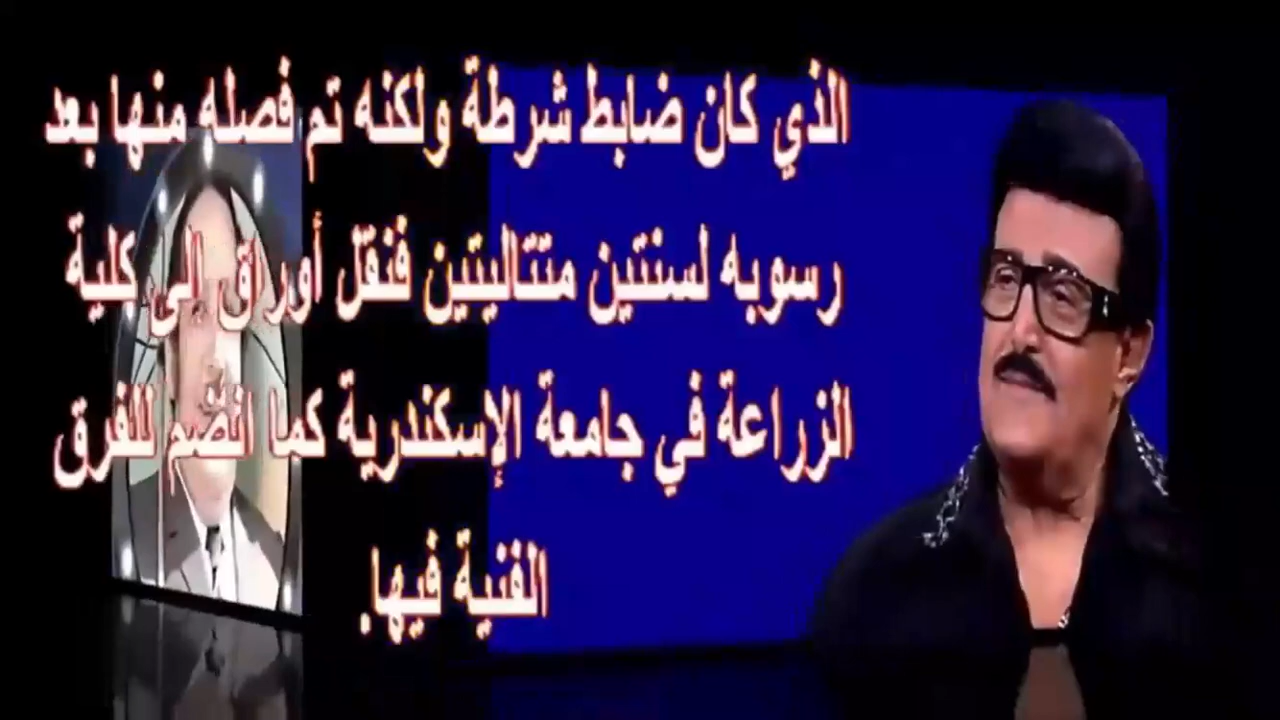 الذي كان ضابط شرطة ولكنه تم فصله منها بعد
رسوبه لسنتين متتاليتين فنقل أوراق إلى كلية
الزراعة في جامعة الإسكندرية كما انضم للفرق
الفنية فيها.